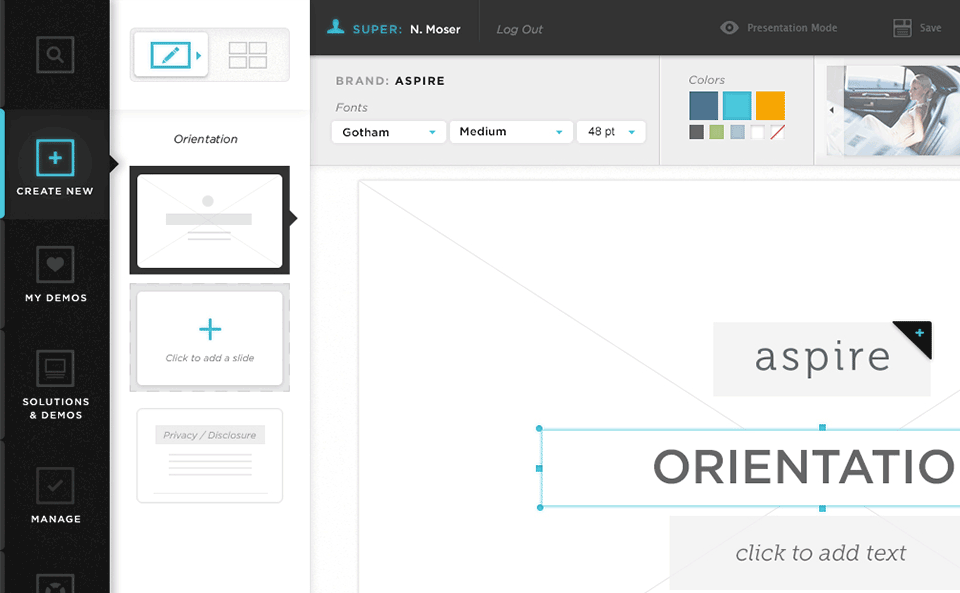 CREATE NEW
MY DEMOS
SOLUTIONS
& DEMOS
MANAGE
Orientation
Click to add a slide
Privacy / Disclosure
SUPER: N. Moser
Log Out
Presentation Mode
Save
BRAND: ASPIRE
Fonts
Gotham
Medium
48 pt
Colors
aspire
ORIENTATIO
click to add text